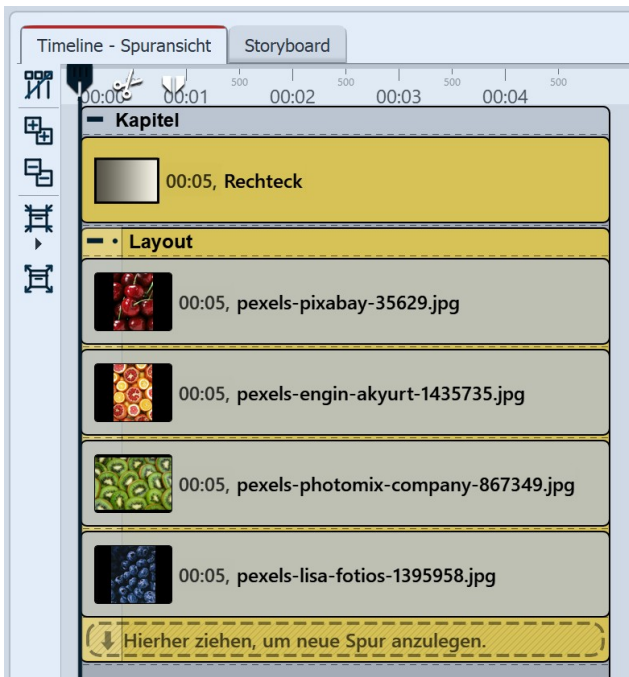 Timeline - Spuransicht Storyboard
500 500 500 500
00:00 00:01 00:02 00:03 00:04
Kapitel
00:05, Rechteck
Layout
00:05, pexels-pixabay-35629.jpg
00:05, pexels-engin-akyurt-1435735.jpg
00:05, pexels-photomix-company-867349.jpg
00:05, pexels-lisa-fotios-1395958.jpg
Hierher ziehen, um neue Spur anzulegen.